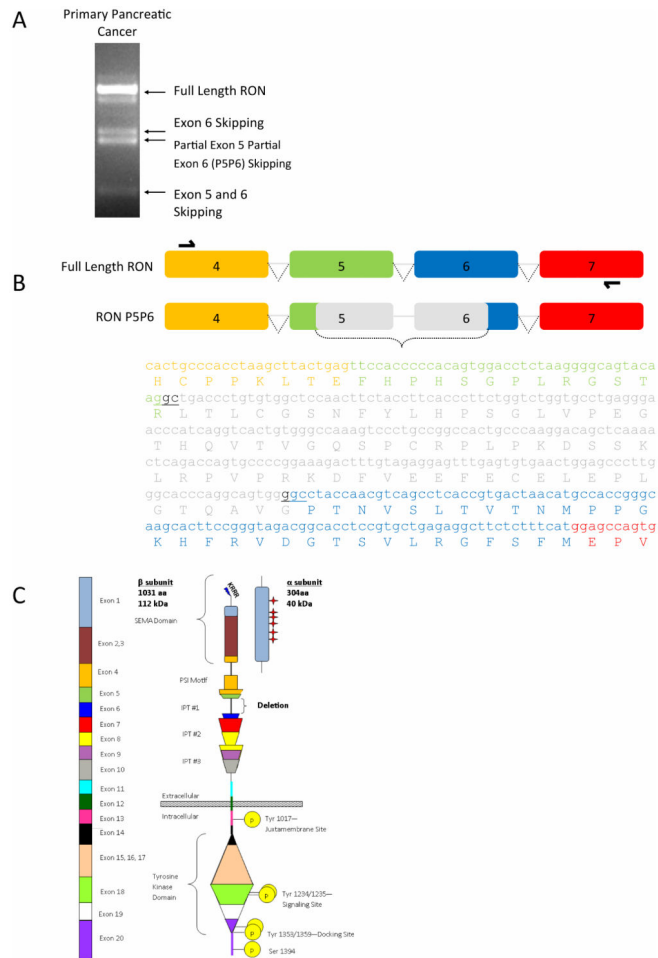 A
Primary Pancreatic
Cancer
Full Length RON
Exon 6 Skipping
Partial Exon 5 Partial
Exon 6 (P5P6) Skipping
Exon 5 and 6
Skipping
Full Length RON
4
5
6
7
B
RON P5P6
4
5
6
7
cactgcccacctaagcttactgagttccacccccacagtggacctctaaggggcagtaca
H C P P K L T E F H P H S G P L R G S T
aggctgaccctgtgtggctccaacttctaccttcacccttctggtctggtgcctgaggga
R L T L C G S N F Y L H P S G L V P E G
acccatcaggtcactgtgggccaaagtccctgccggccactgcccaaggacagctcaaaa
T H Q V T V G Q S P C R P L P K D S S K
ctcagaccagtgccccggaaagactttgtagaggagtttgagtgtgaactggagcccttg
L R P V P R K D F V E E F E C E L E P L
ggcacccaggcagtggggcctaccaacgtcagcctcaccgtgactaacatgccaccgggc
G T Q A V G P T N V S L T V T N M P P G
aagcacttccgggtagacggcacctccgtgctgagaggcttctctttcatggagccagtg
K H F R V D G T S V L R G F S F M E P V
C
Exon 1
Exon 2,3
Exon 4
Exon 5
Exon 6
Exon 7
Exon 8
Exon 9
Exon 10
Exon 11
Exon 12
Exon 13
Exon 14
Exon 15, 16, 17
Exon 18
Exon 19
Exon 20
β subunit
1031 aa
112 kDa
SEMA Domain
KRRR
α subunit
304aa
40 kDa
PSI Motif
IPT #1
Deletion
IPT #2
IPT #3
Extracellular
Intracellular
P
Tyr 1017—
Juxtamembrane Site
Tyrosine
Kinase
Domain
P
Tyr 1234/1235—
Signaling Site
P
Tyr 1353/1359—Docking Site
P
Ser 1394